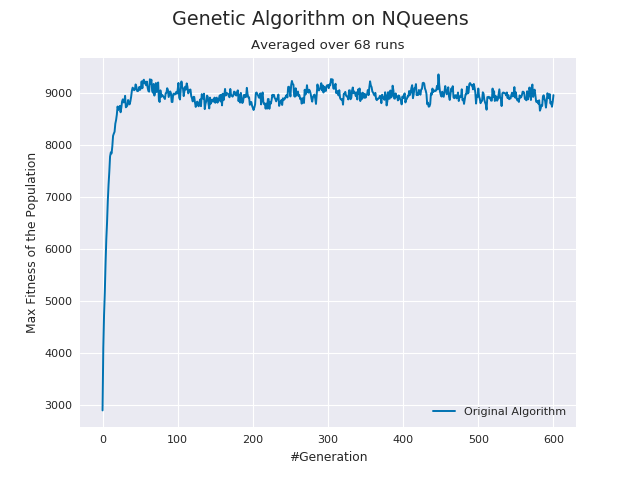 Genetic Algorithm on NQueens
Averaged over 68 runs
Max Fitness of the Population
9000
8000
7000
6000
5000
4000
3000
0 100 200 300 400 500 600
#Generation
Original Algorithm